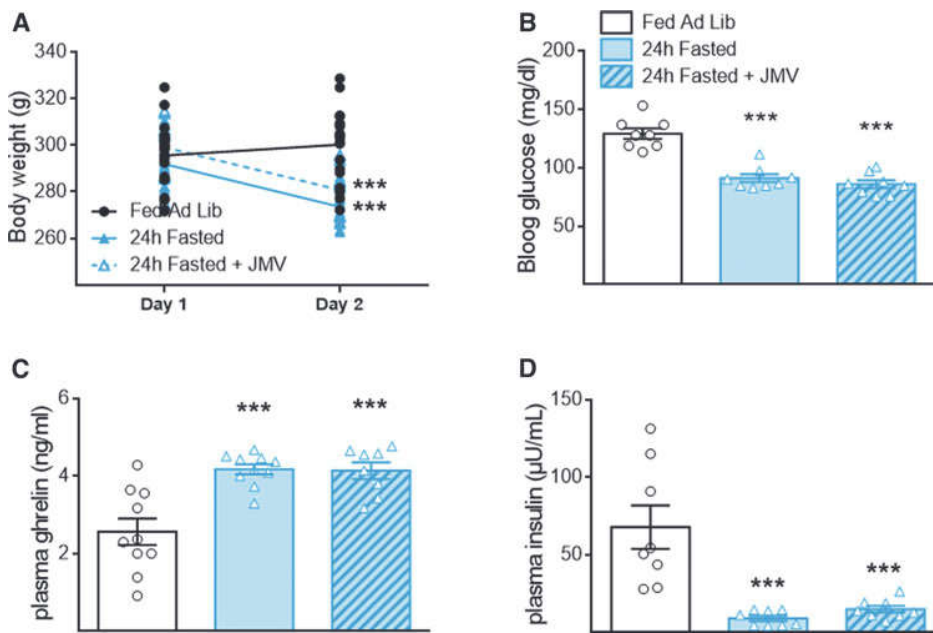 A
B
Fed Ad Lib
24h Fasted
24h Fasted + JMV
Body weight (g)
340
320
300
280
260
***
***
Fed Ad Lib
24h Fasted
24h Fasted + JMV
Day 1
Day 2
Bloog glucose (mg/dl)
200
150
100
50
***
***
C
D
plasma ghrelin (ng/ml)
6
4
2
***
***
plasma insulin (µU/mL)
150
100
50
***
***